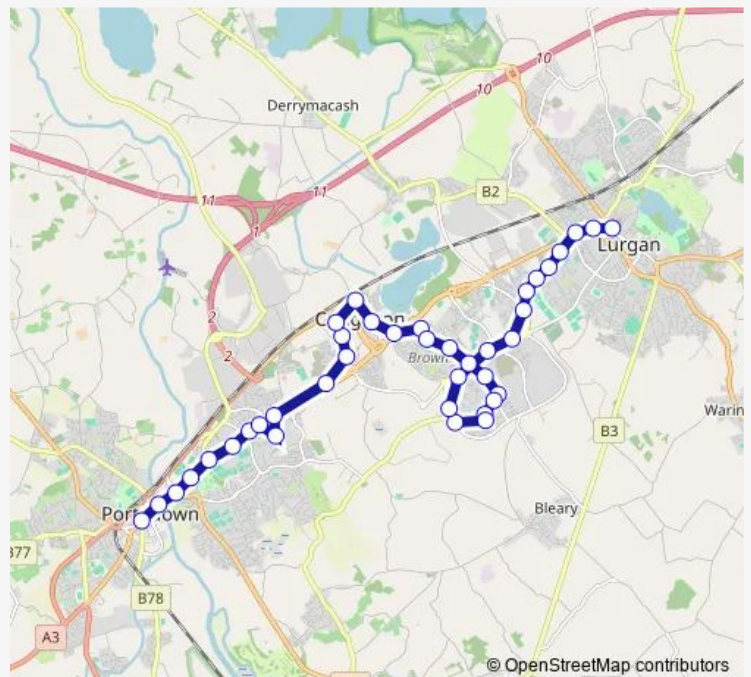 10
Derrymacash
10
11
11
B2
1
Lurgan
2
Brown
2
Warin
B3
Bleary
B77
B78
A3
© OpenStreetMap contributors